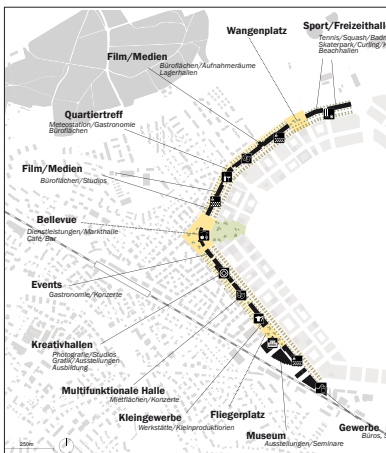 Wangenplatz
Sport/Freizeithalle
Tennis/Squash/Badm
Skaterpark/Curling/K
Beachhallen
Film/Medien
Büroflächen/Aufnahmeräume
Lagerhallen
Quartiertreff
Meteostation/Gastronomie
Büroflächen
Film/Medien
Büroflächen/Studios
Bellevue
Dienstleistungen/Markthalle
Café/Bar
Events
Gastronomie/Konzerte
Kreativhallen
Photografie/Studios
Grafik/Ausstellungen
Ausbildung
Multifunktionale Halle
Mietflächen/Konzerte
Kleingewerbe
Werkstätte/Kleinproduktionen
Fliegerplatz
Museum
Ausstellungen/Seminare
Gewerbe
Büros, S
250m